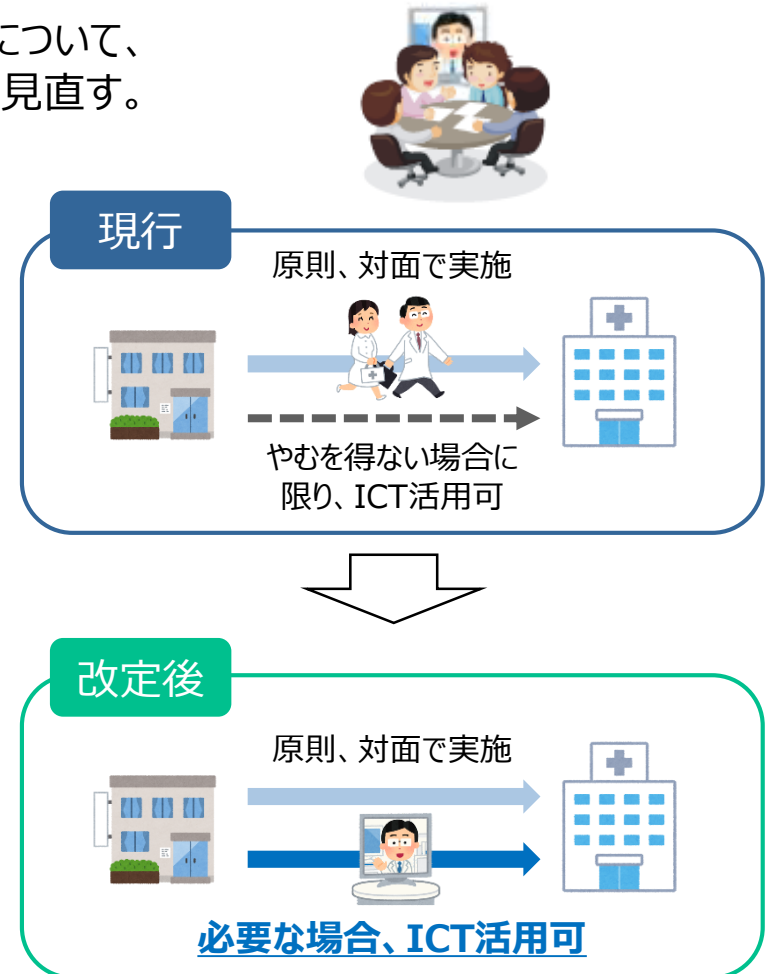 について、
見直す。
現行
原則、対面で実施
やむを得ない場合に
限り、ICT活用可
改定後
原則、対面で実施
必要な場合、ICT活用可